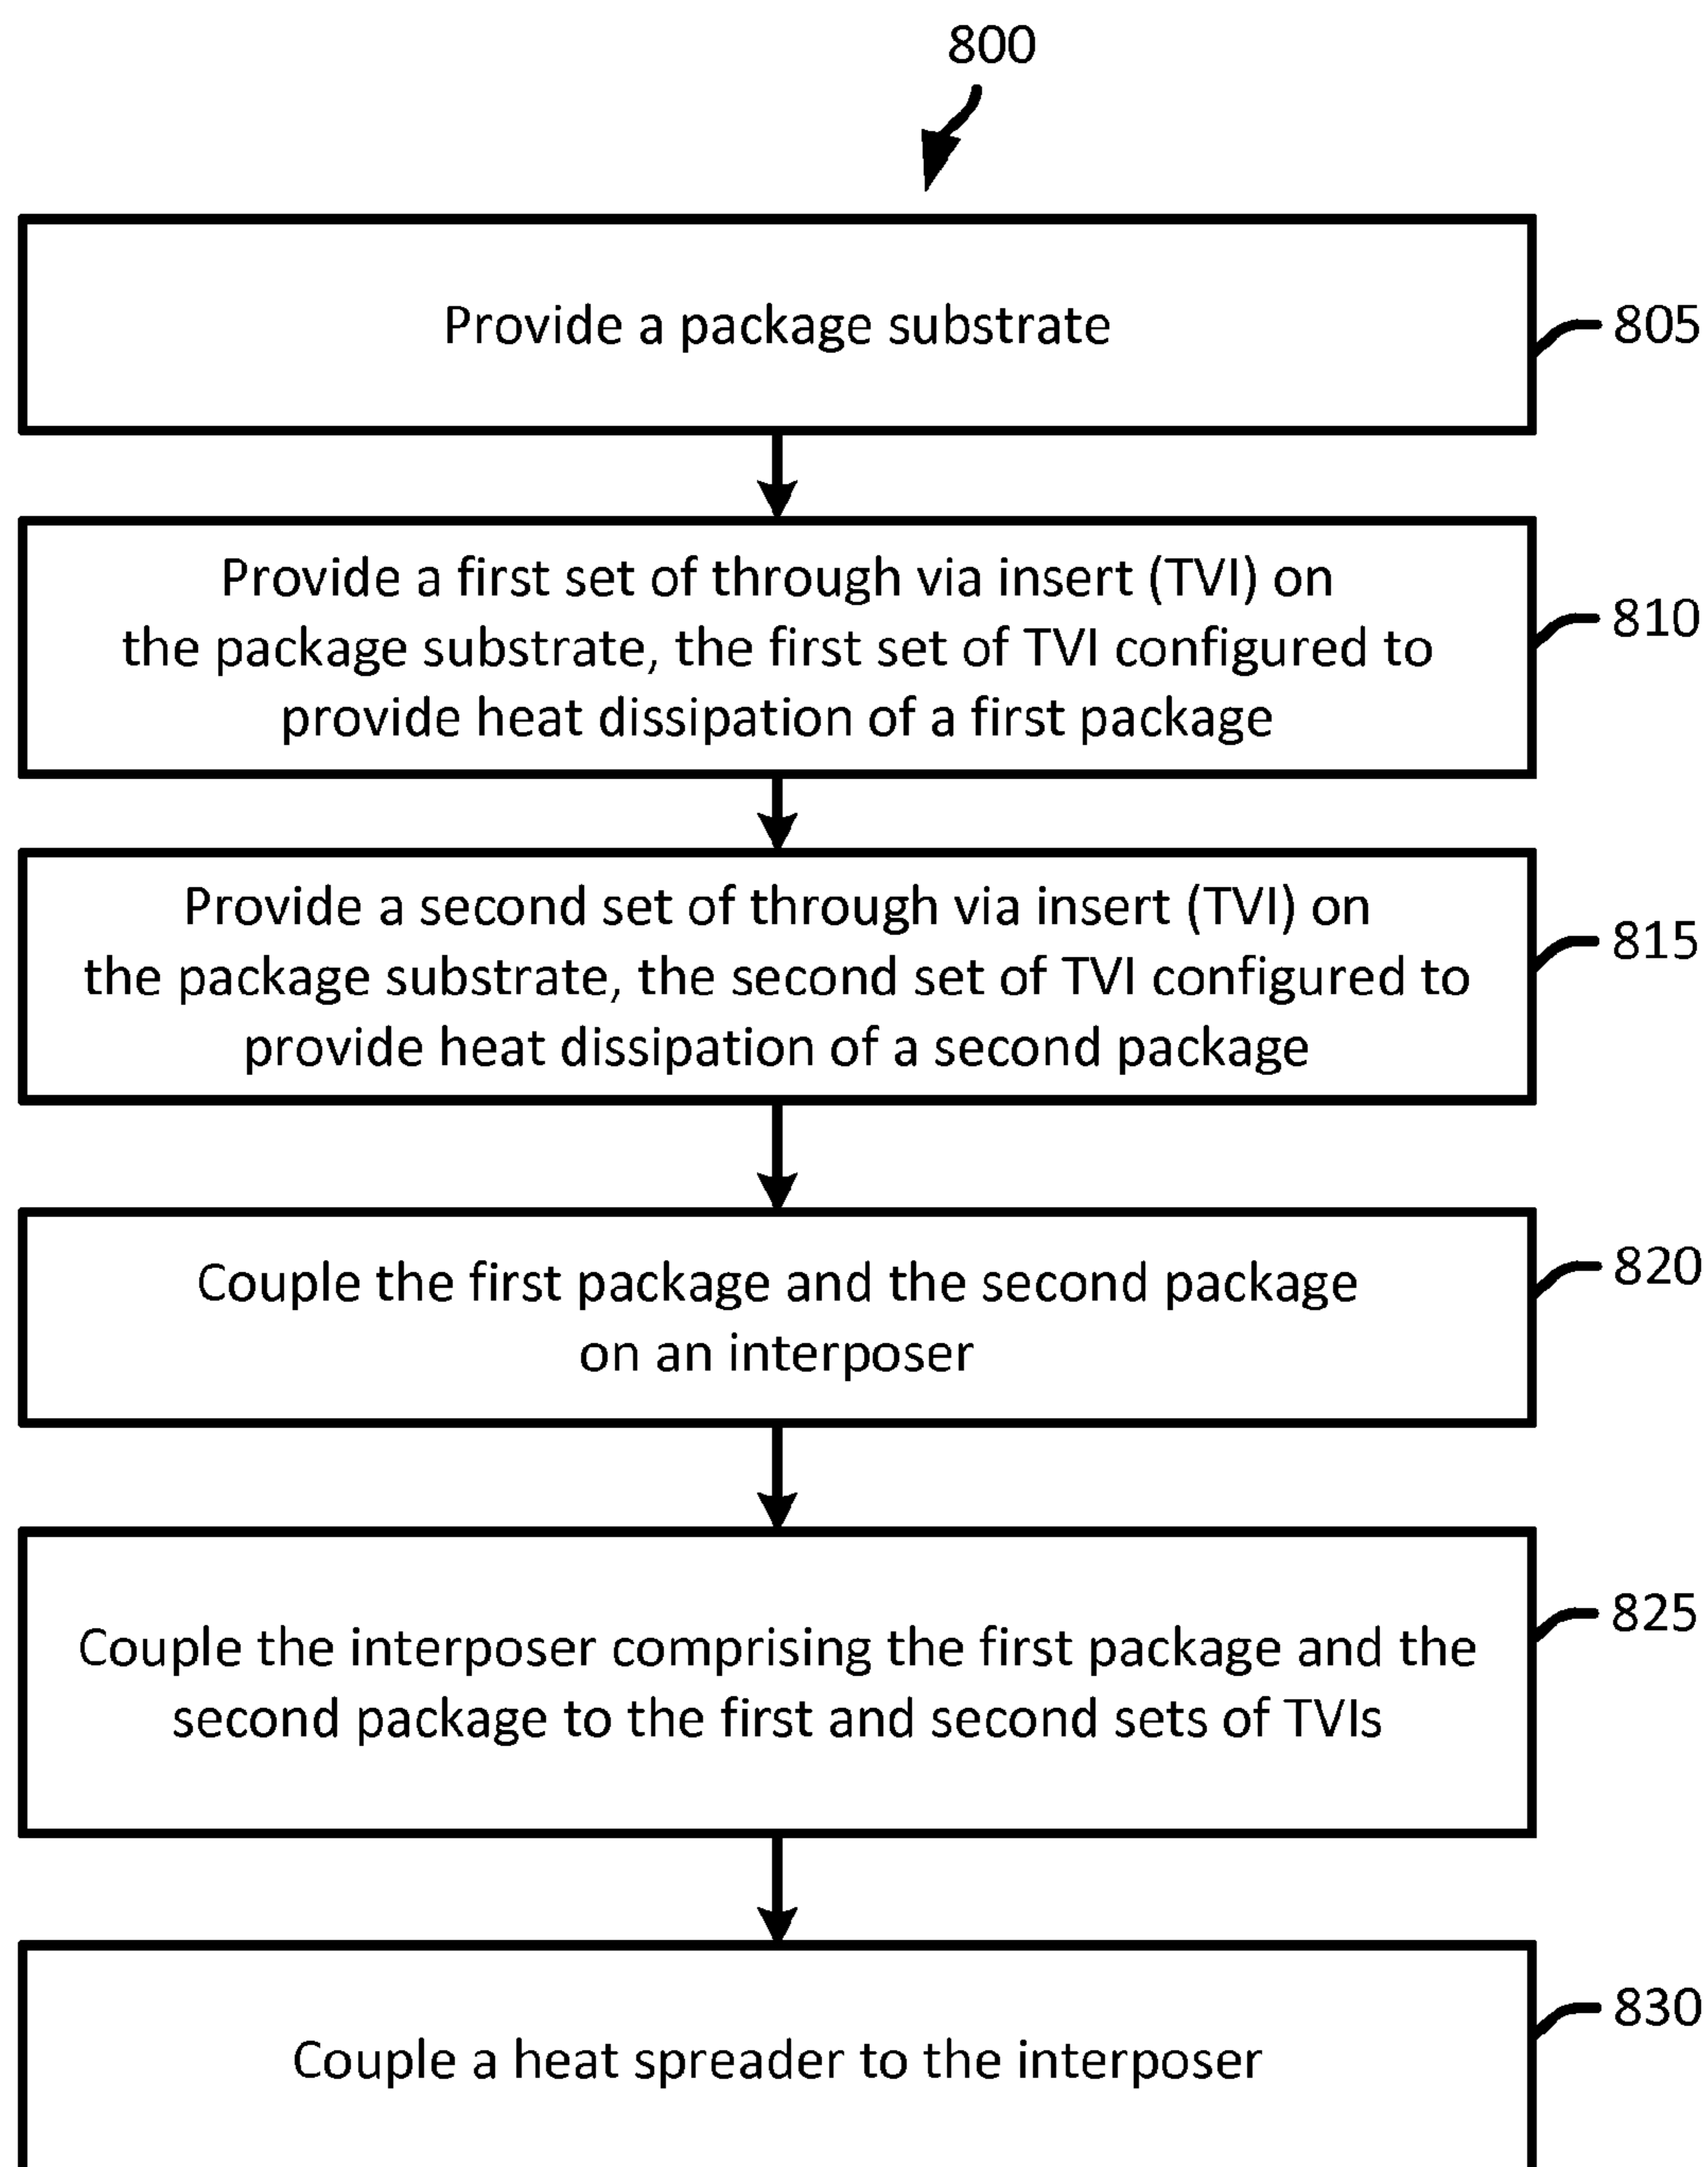 800
Provide a package substrate
805
Provide a first set of through via insert (TVI) on
the package substrate, the first set of TVI configured to
provide heat dissipation of a first package
810
Provide a second set of through via insert (TVI) on
the package substrate, the second set of TVI configured to
provide heat dissipation of a second package
815
Couple the first package and the second package
on an interposer
820
Couple the interposer comprising the first package and the
second package to the first and second sets of TVIs
825
Couple a heat spreader to the interposer
830